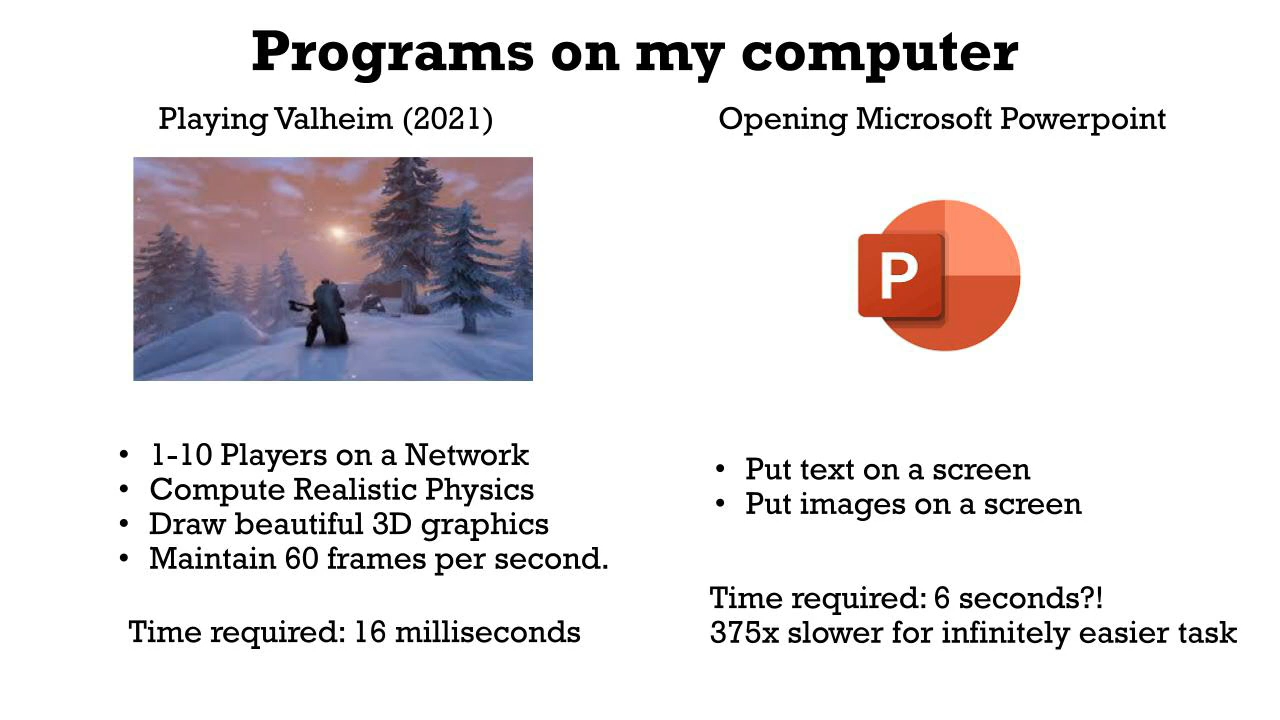 Programs on my computer
Playing Valheim (2021)
• 1-10 Players on a Network
• Compute Realistic Physics
• Draw beautiful 3D graphics
• Maintain 60 frames per second.
Time required: 16 milliseconds
Opening Microsoft Powerpoint
P
• Put text on a screen
• Put images on a screen
Time required: 6 seconds?!
375x slower for infinitely easier task